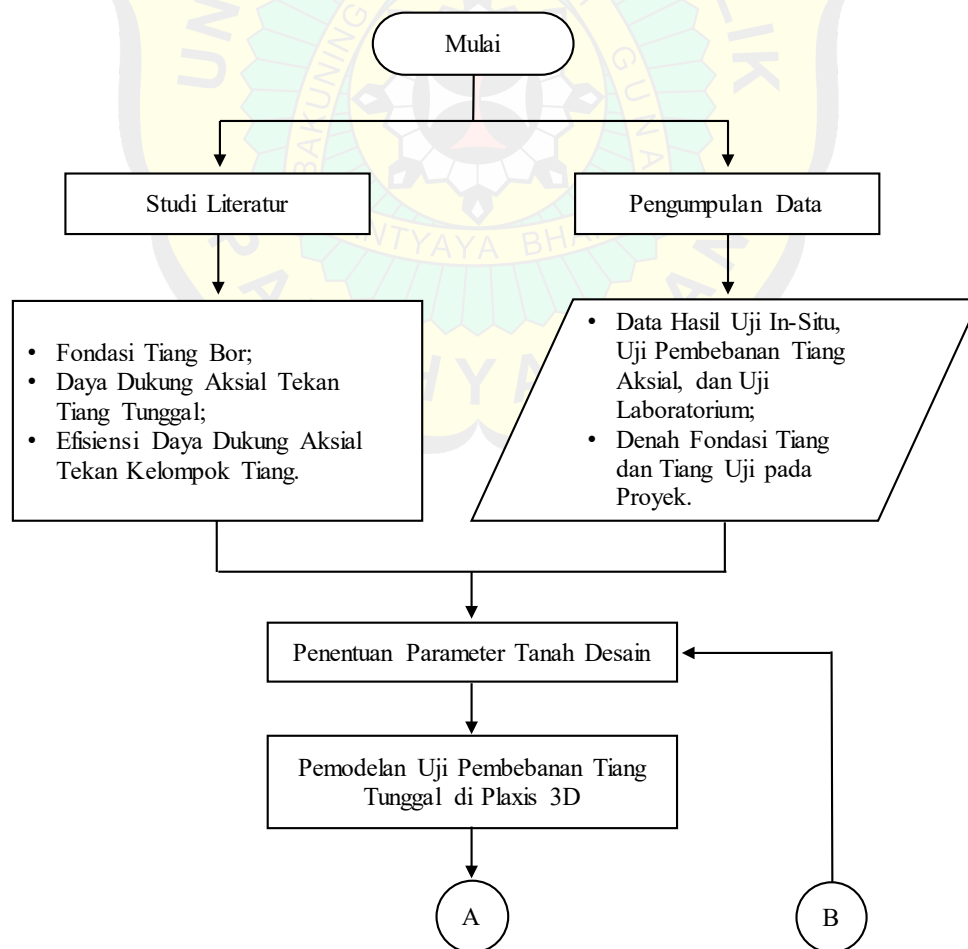 Mulai
Studi Literatur
Pengumpulan Data
• Fondasi Tiang Bor;
• Daya Dukung Aksial Tekan
Tiang Tunggal;
• Efisiensi Daya Dukung Aksial
Tekan Kelompok Tiang.
• Data Hasil Uji In-Situ,
Uji Pembebanan Tiang
Aksial, dan Uji
Laboratorium;
• Denah Fondasi Tiang
dan Tiang Uji pada
Proyek.
Penentuan Parameter Tanah Desain
Pemodelan Uji Pembebanan Tiang
Tunggal di Plaxis 3D
A
B